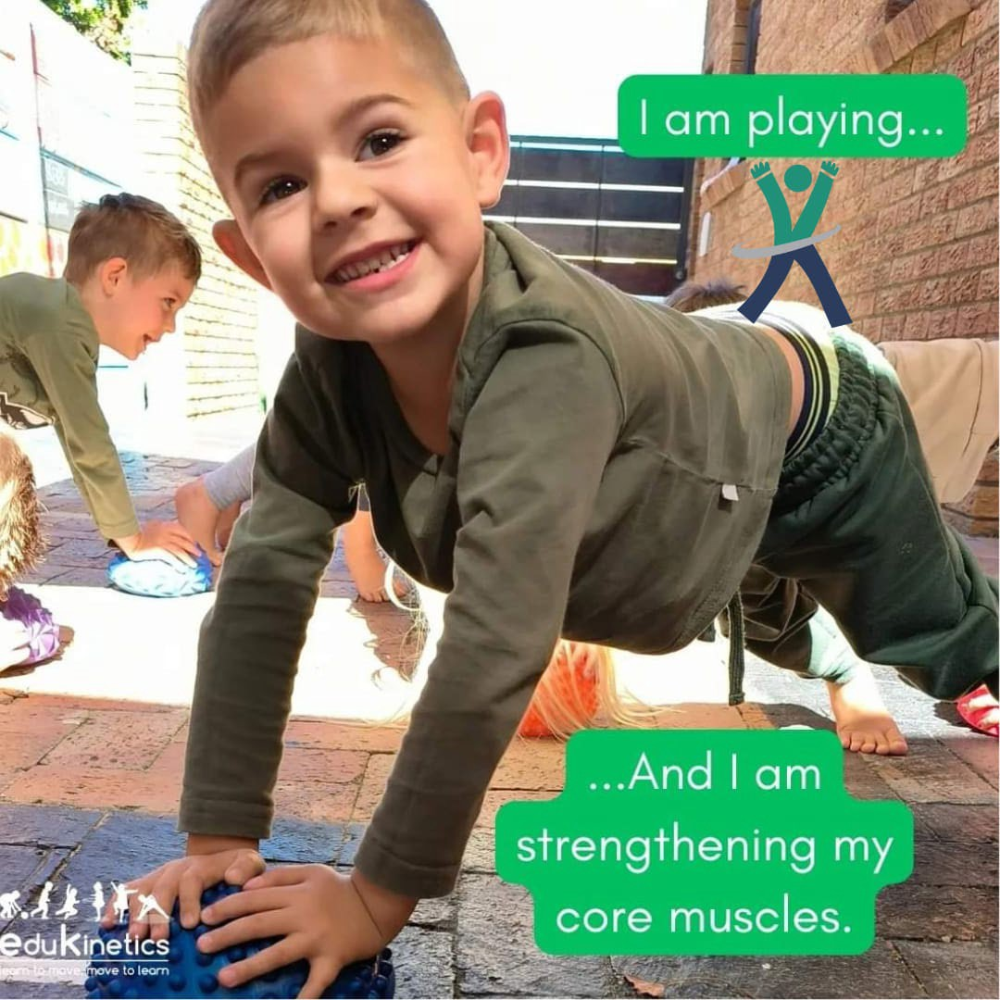 I am playing...
...And I am
strengthening my
core muscles.
eduKinetics
learn to move, move to learn